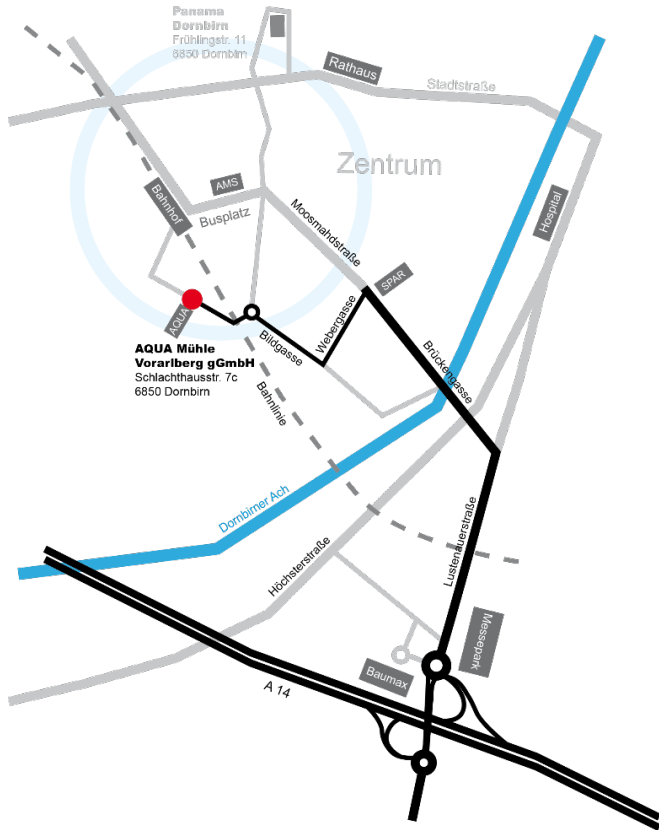 Panama
Dornbirn
Frühlingstr. 11
6850 Dornbirn
Rathaus
Stadtstraße
Zentrum
AMS
Bahnhof
Busplatz
Hospital
Moosmahdstraße
SPAR
AQUA
Bildgasse
Webergasse
Brückengasse
AQUA Mühle
Vorarlberg gGmbH
Schlachthausstr. 7c
6850 Dornbirn
Bahnlinie
Dornbirner Ach
Höchsterstraße
Lustenauerstraße
Messepark
Baumax
A 14